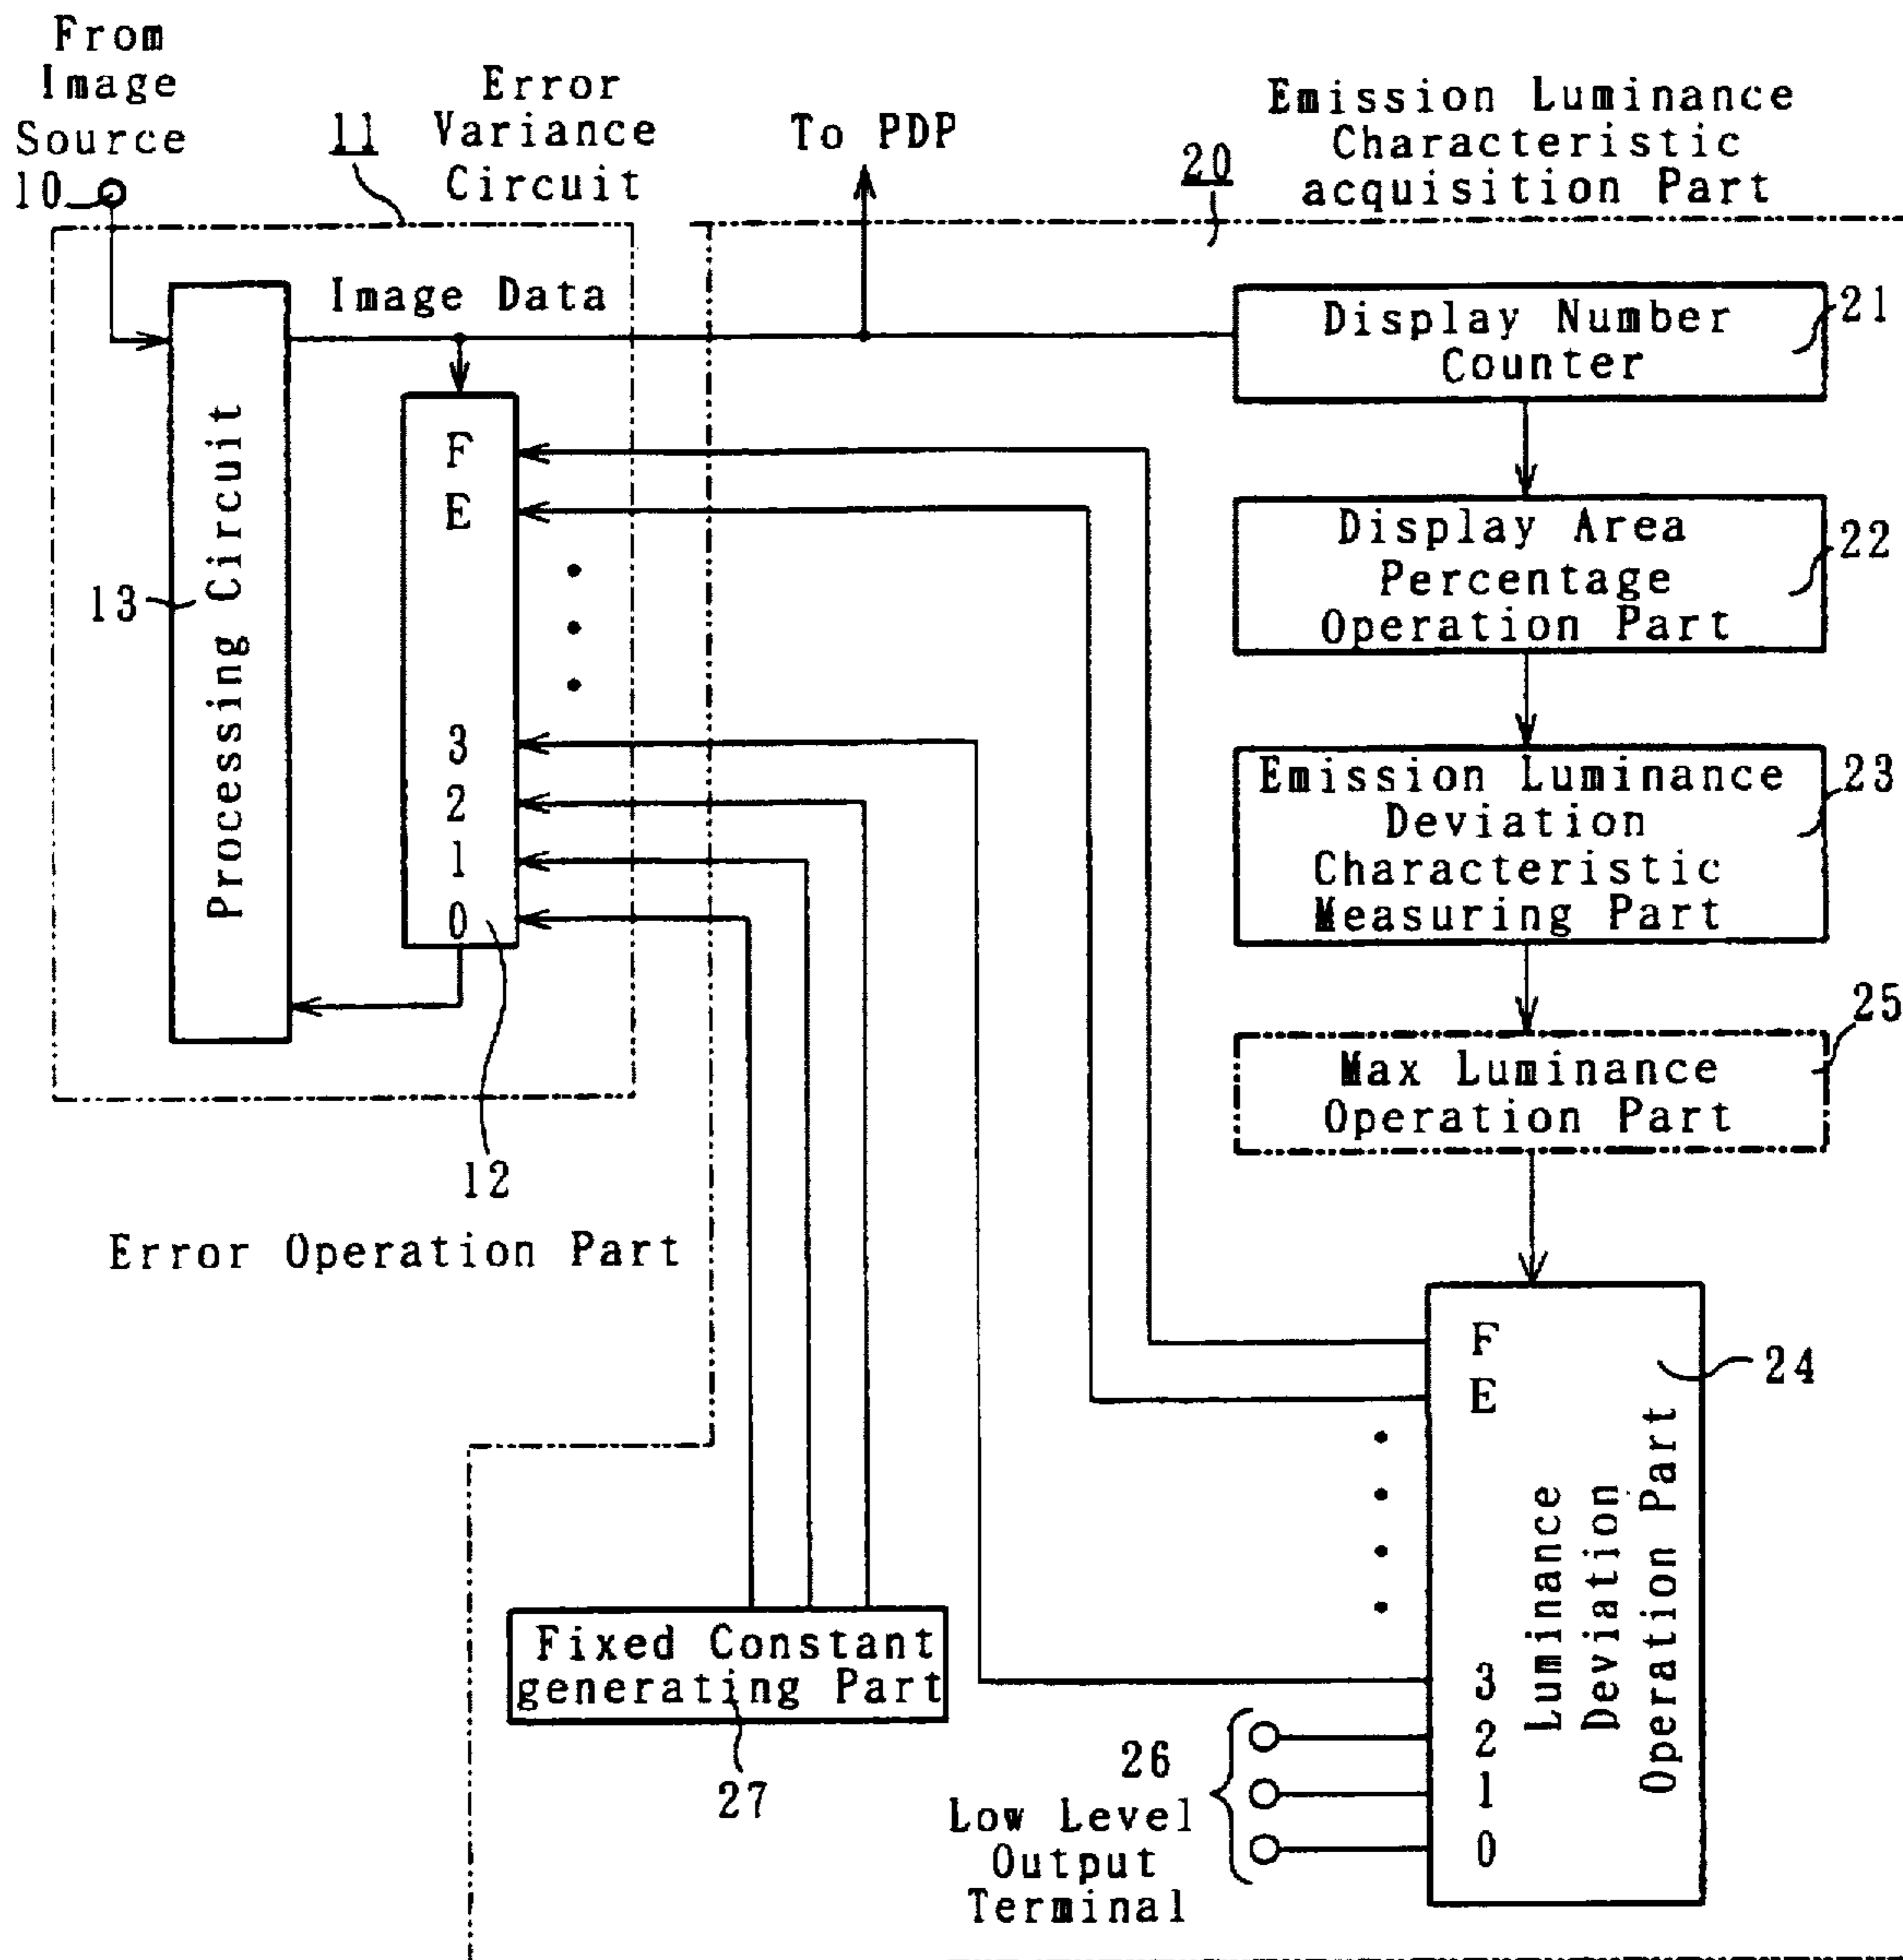 From
Image
Source
10
11
Error
Variance
Circuit
To PDP
20
Emission Luminance
Characteristic
acquisition Part
Image Data
Processing Circuit
13
F
E
3
2
1
0
12
Error Operation Part
Display Number
Counter
21
Display Area
Percentage
Operation Part
22
Emission Luminance
Deviation
Characteristic
Measuring Part
23
Max Luminance
Operation Part
25
F
E
3
2
1
0
Luminance
Deviation
Operation Part
24
Fixed Constant
generating Part
27
26
Low Level
Output
Terminal